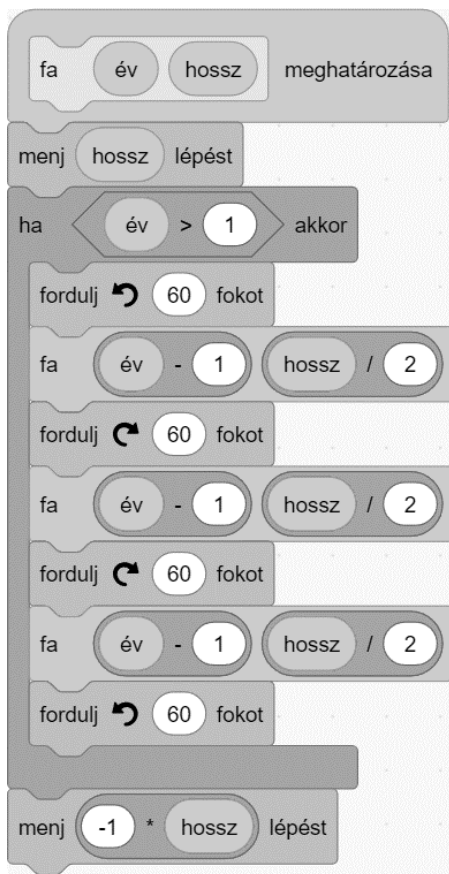 fa év hossz meghatározása
menj hossz lépést
ha év > 1 akkor
fordulj 60 fokot
fa év - 1 hossz / 2
fordulj 60 fokot
fa év - 1 hossz / 2
fordulj 60 fokot
fa év - 1 hossz / 2
fordulj 60 fokot
menj -1 * hossz lépést